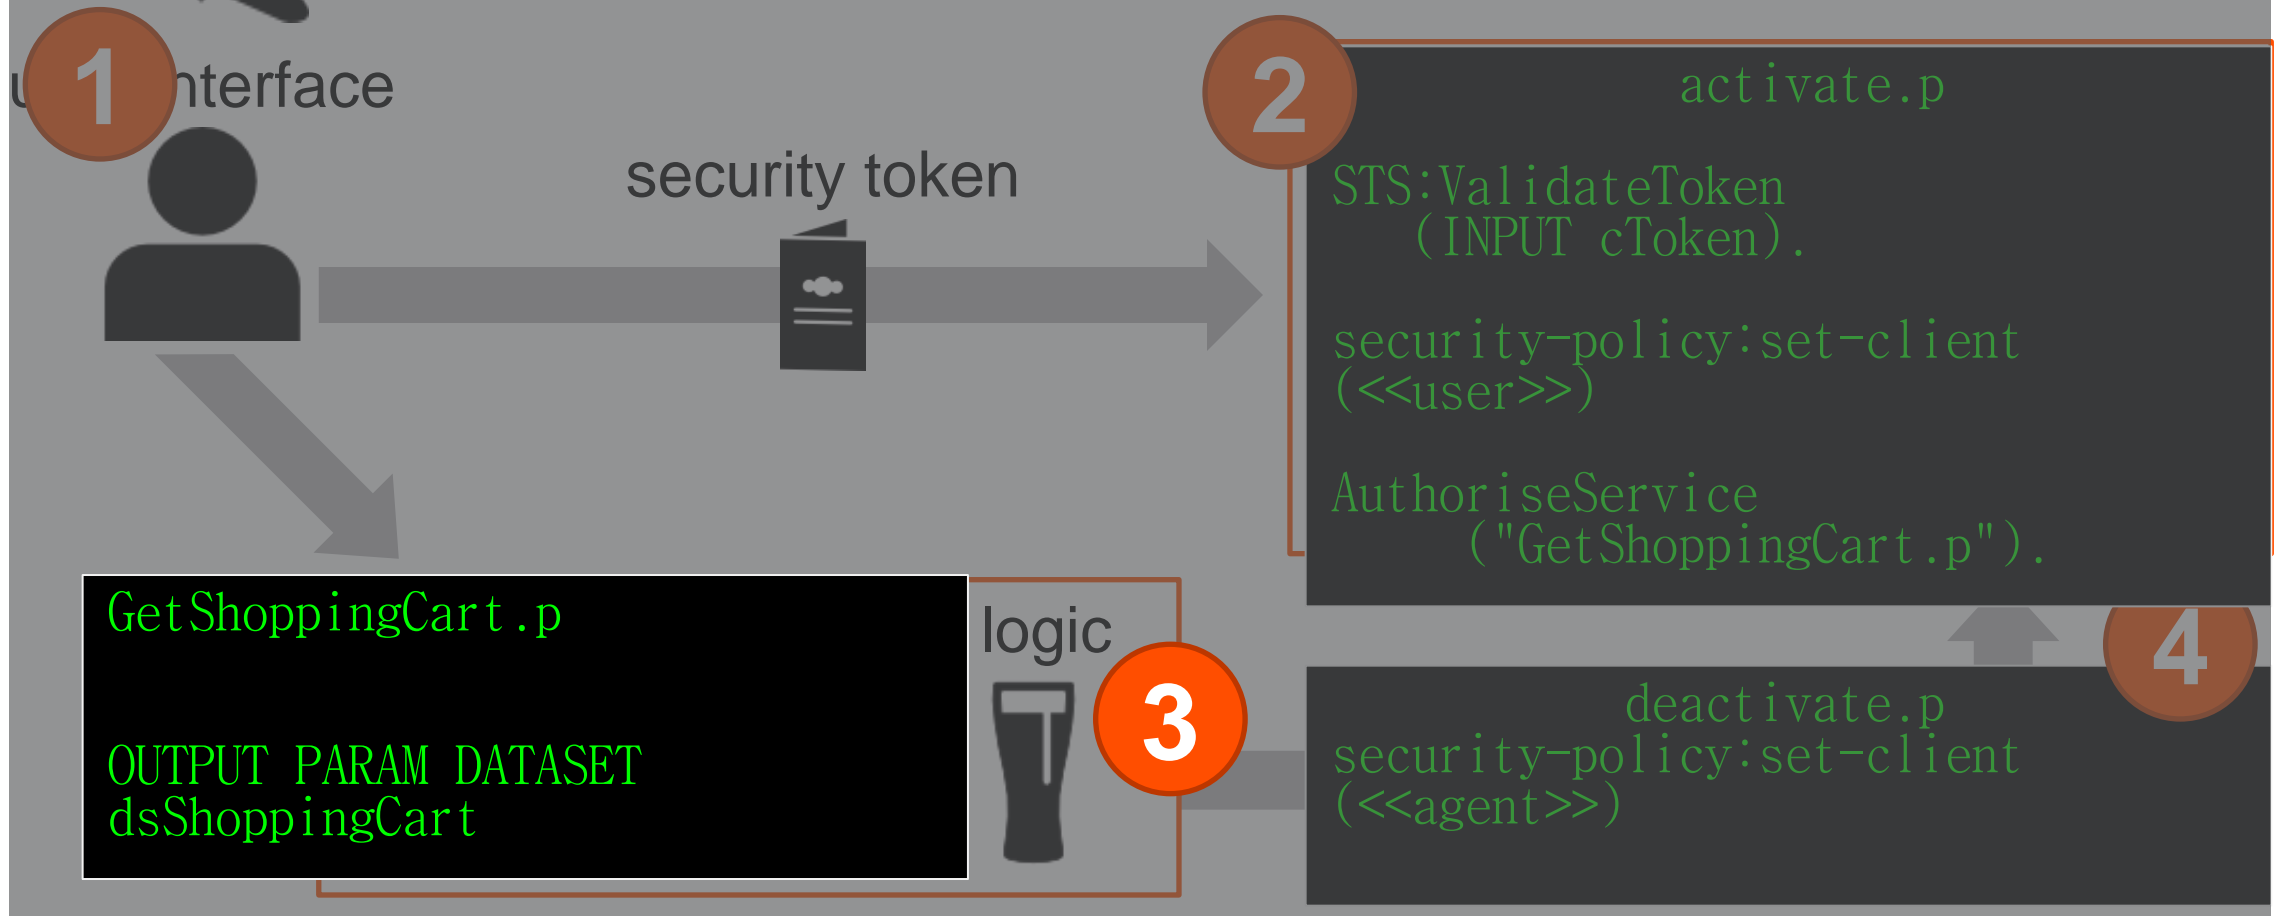 1
nterface
security token
2
activate.p
STS:ValidateToken
(INPUT cToken).
security-policy:set-client
(<<user>>)
AuthoriseService
("GetShoppingCart.p").
GetShoppingCart.p
OUTPUT PARAM DATASET
dsShoppingCart
logic
3
4
deactivate.p
security-policy:set-client
(<<agent>>)